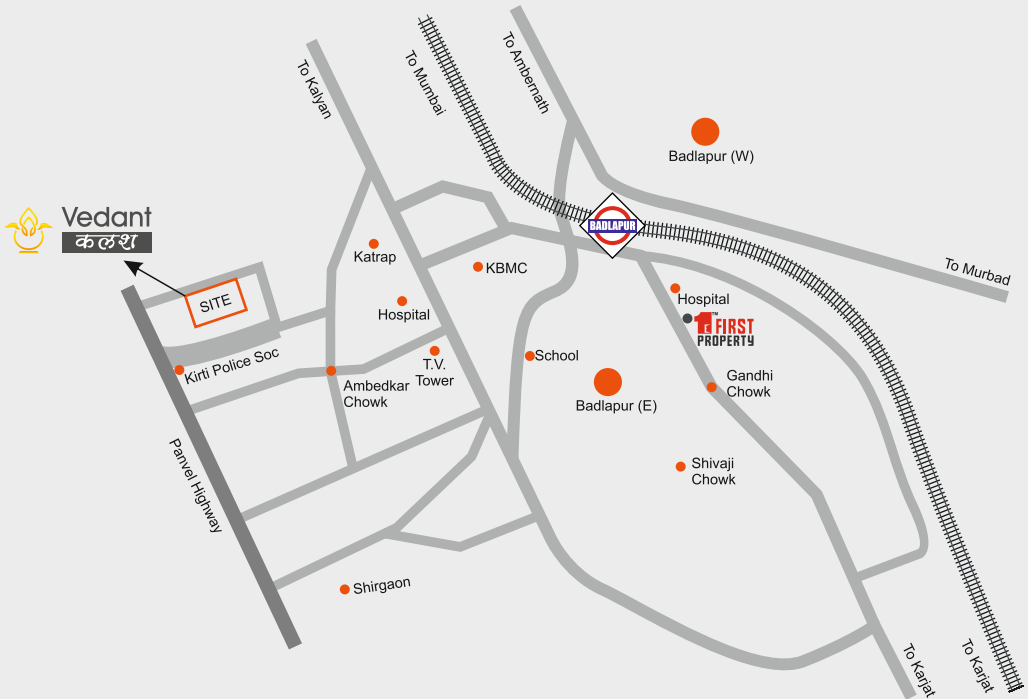 To Ambernath
To Kalyan
To Mumbai
Badlapur (W)
Vedant
कलश
BADLAPUR
Katrap
KBMC
To Murbad
SITE
Hospital
Hospital
1
TM
FIRST
PROPERTY
Kirti Police Soc
T.V.
Tower
School
Ambedkar
Chowk
Badlapur (E)
Gandhi
Chowk
Panvel Highway
Shivaji
Chowk
Shirgaon
To Karjat
To Karjat